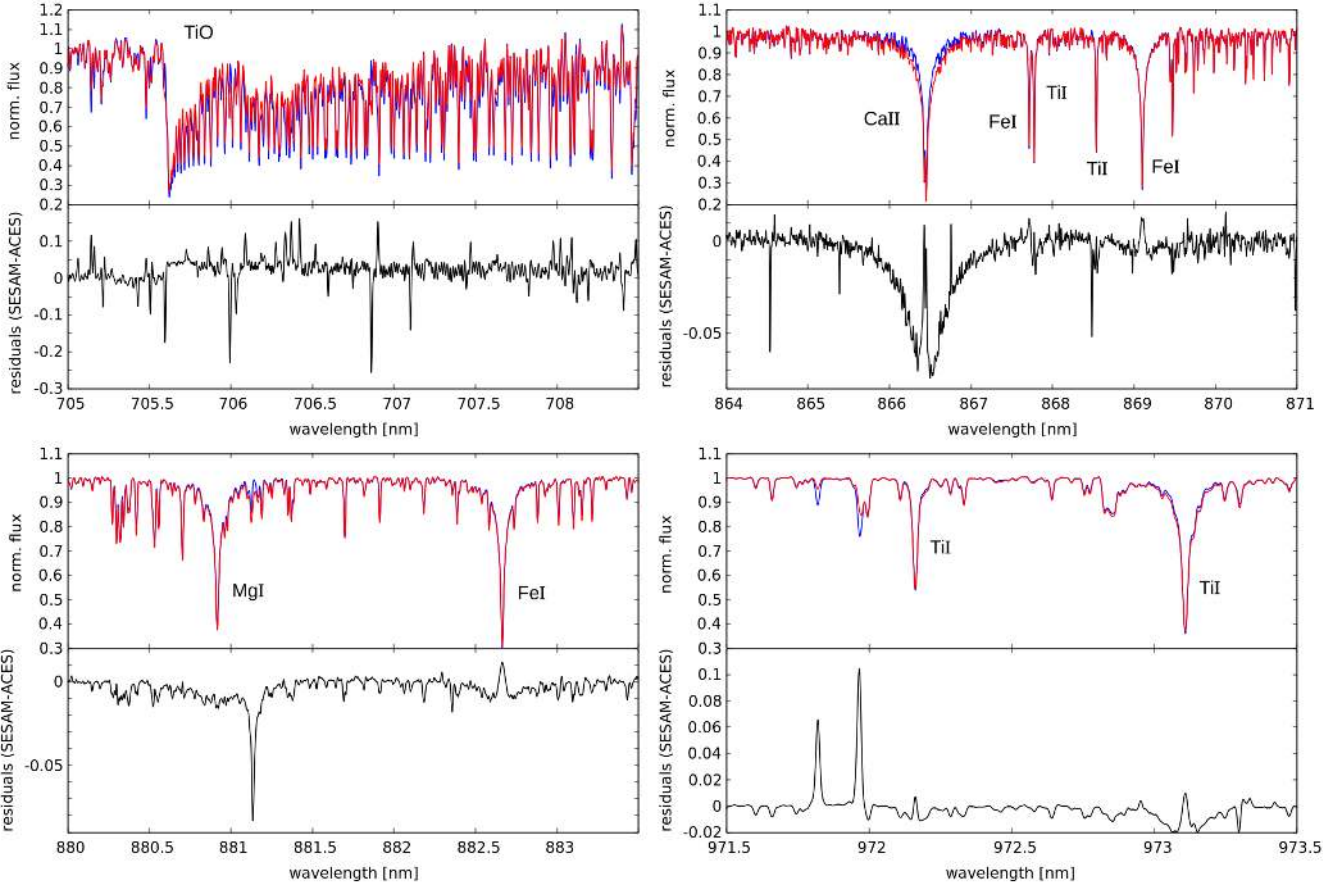 1.2
1.1
1
0.9
0.8
0.7
0.6
0.5
0.4
0.3
0.2
norm. flux
TiO
0.1
0
-0.1
-0.2
-0.3
residuals (SESAM-ACES)
705 705.5 706 706.5 707 707.5 708
wavelength [nm]
1.1
1
0.9
0.8
0.7
0.6
0.5
0.4
0.3
0.2
norm. flux
CaII
FeI
TiI
TiI
FeI
0
-0.05
residuals (SESAM-ACES)
864 865 866 867 868 869 870 871
wavelength [nm]
1.1
1
0.9
0.8
0.7
0.6
0.5
0.4
0.3
norm. flux
MgI
FeI
0
-0.05
residuals (SESAM-ACES)
880 880.5 881 881.5 882 882.5 883
wavelength [nm]
1.1
1
0.9
0.8
0.7
0.6
0.5
0.4
0.3
norm. flux
TiI
TiI
0.1
0.08
0.06
0.04
0.02
0
-0.02
residuals (SESAM-ACES)
971.5 972 972.5 973 973.5
wavelength [nm]